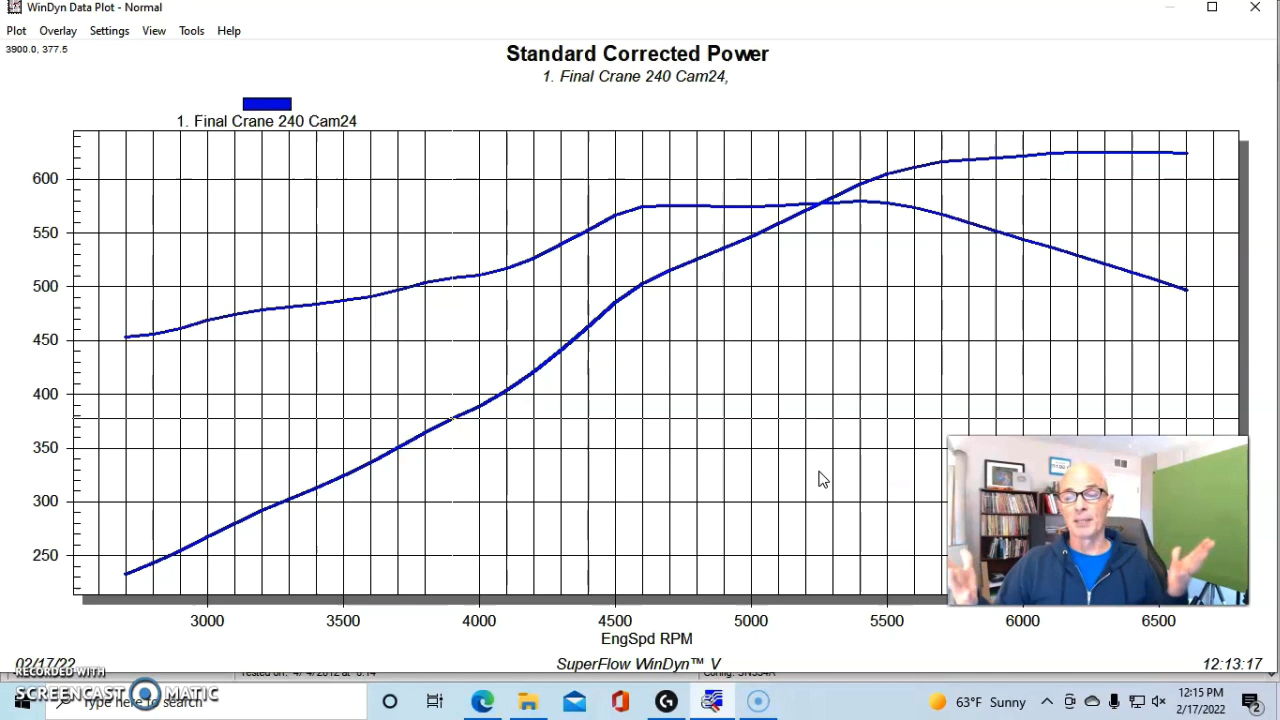 WinDyn Data Plot - Normal
Plot Overlay Settings View Tools Help
3900.0, 377.5
Standard Corrected Power
1. Final Crane 240 Cam24,
1. Final Crane 240 Cam24
600
550
500
450
400
350
300
250
3000 3500 4000 4500 5000 5500 6000 6500
EngSpd RPM
02/17/22 SuperFlow WinDyn™ V 12:13:17
RECORDED WITH
SCREENCAST MATIC
Type here to search
63°F Sunny
12:15 PM
2/17/2022
2